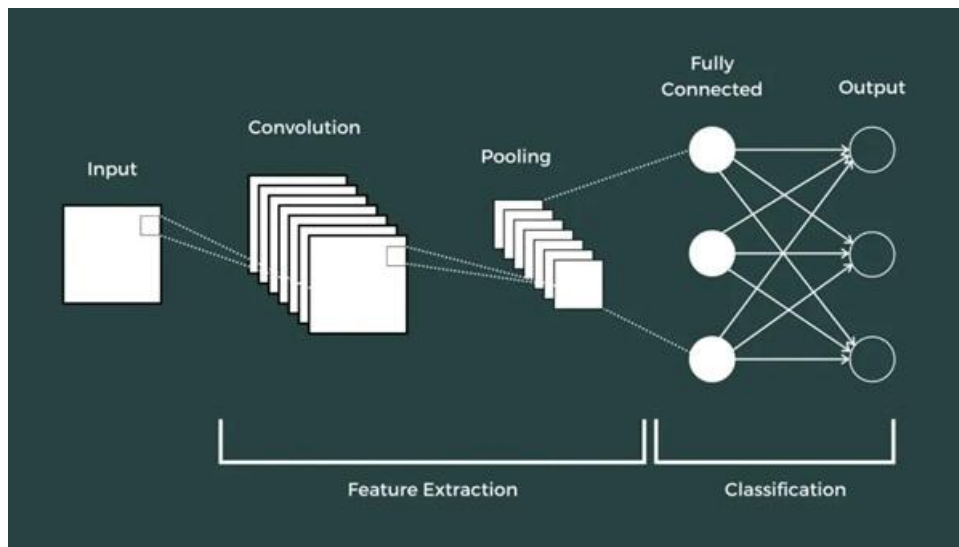 Input
Convolution
Pooling
Fully
Connected
Output
Feature Extraction
Classification